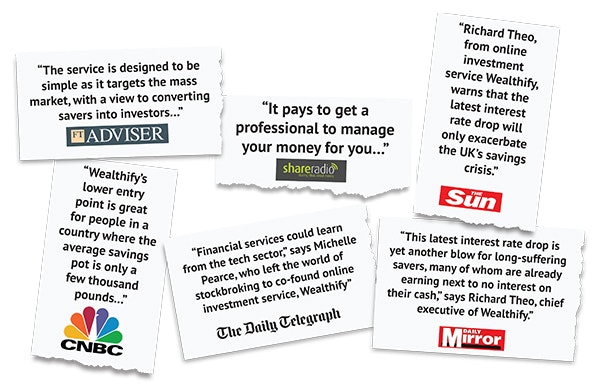 “The service is designed to be
simple as it targets the mass
market, with a view to converting
savers into investors...”
FT ADVISER
“It pays to get a
professional to manage
your money for you...”
shareradio
“Richard Theo,
from online
investment
service Wealthify,
warns that the
latest interest
rate drop will
only exacerbate
the UK’s savings
crisis.”
THE
Sun
“Wealthify’s
lower entry
point is great
for people in a
country where the
average savings
pot is only a
few thousand
pounds...”
CNBC
“Financial services could learn
from the tech sector,” says Michelle
Pearce, who left the world of
stockbroking to co-found online
investment service, Wealthify”
The Daily Telegraph
“This latest interest rate drop is
yet another blow for long-suffering
savers, many of whom are already
earning next to no interest on
their cash,” says Richard Theo, chief
executive of Wealthify.”
DAILY
Mirror